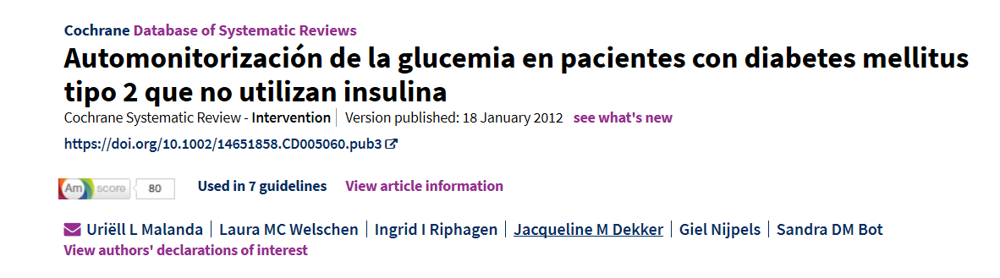 Cochrane Database of Systematic Reviews
Automonitorización de la glucemia en pacientes con diabetes mellitus
tipo 2 que no utilizan insulina
Cochrane Systematic Review - Intervention | Version published: 18 January 2012 see what's new
https://doi.org/10.1002/14651858.CD005060.pub3
Am score 80 Used in 7 guidelines View article information
Uriëll L Malanda | Laura MC Welschen | Ingrid I Riphagen | Jacqueline M Dekker | Giel Nijpels | Sandra DM Bot
View authors' declarations of interest